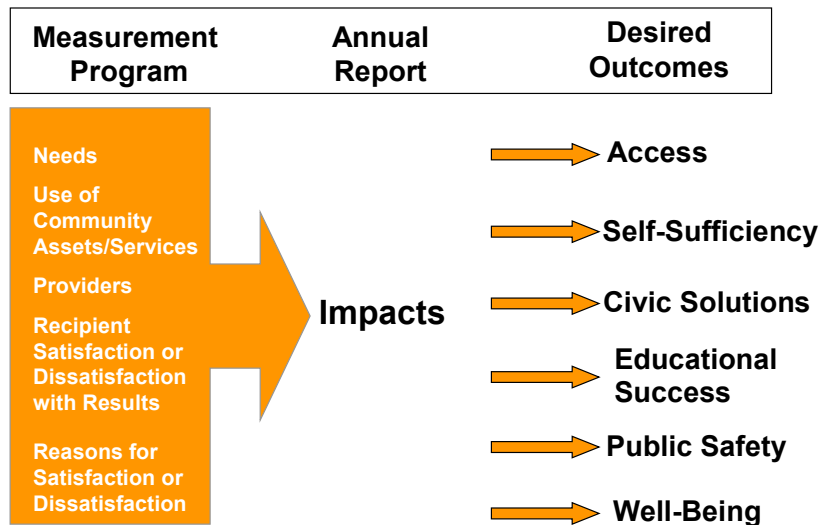 Measurement
Program
Annual
Report
Desired
Outcomes
Needs
Use of
Community
Assets/Services
Providers
Recipient
Satisfaction or
Dissatisfaction
with Results
Reasons for
Satisfaction or
Dissatisfaction
Impacts
Access
Self-Sufficiency
Civic Solutions
Educational
Success
Public Safety
Well-Being